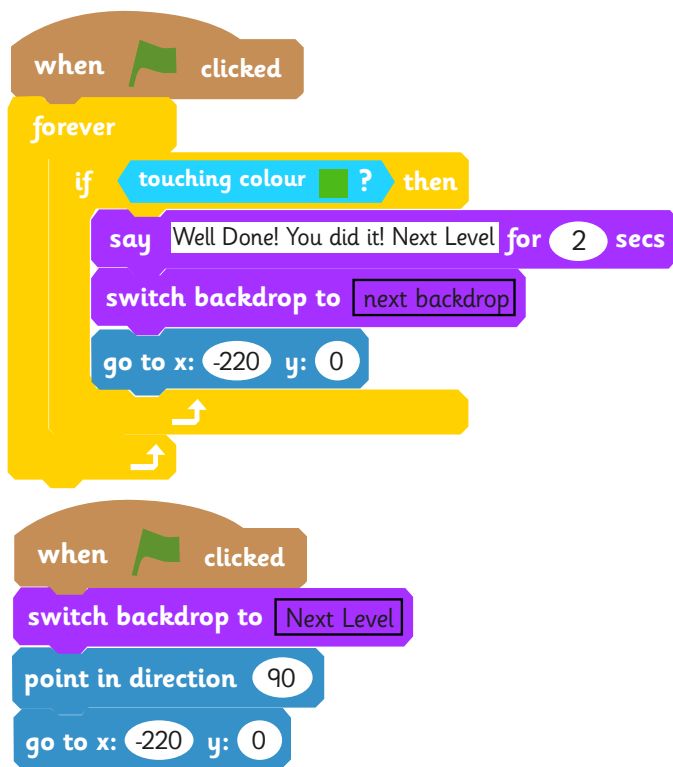 when clicked
forever
if touching colour ? then
say Well Done! You did it! Next Level for 2 secs
switch backdrop to next backdrop
go to x: -220 y: 0
when clicked
switch backdrop to Next Level
point in direction 90
go to x: -220 y: 0